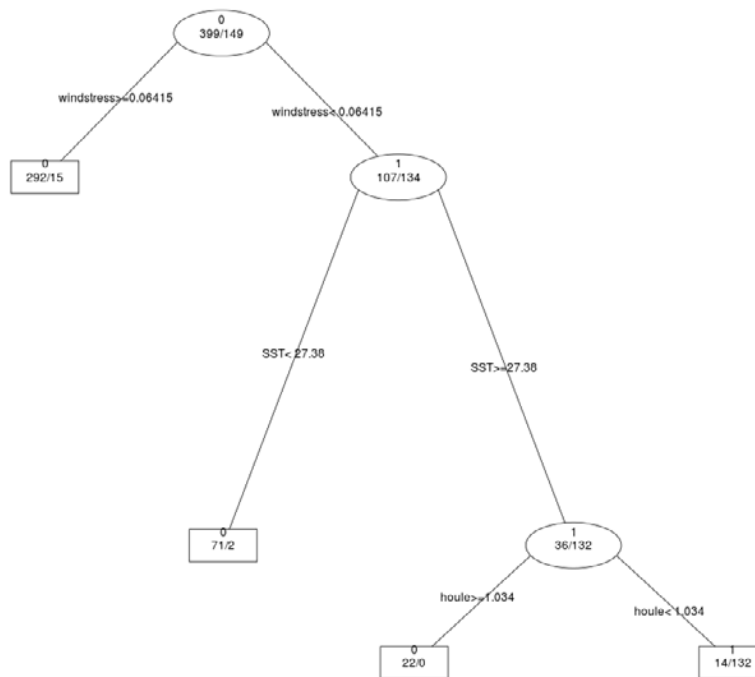 0
399/149
windstress>=0.06415
windstress< 0.06415
0
292/15
1
107/134
SST< 27.38
SST>=27.38
0
71/2
1
36/132
houle>=1.034
houle< 1.034
0
22/0
1
14/132